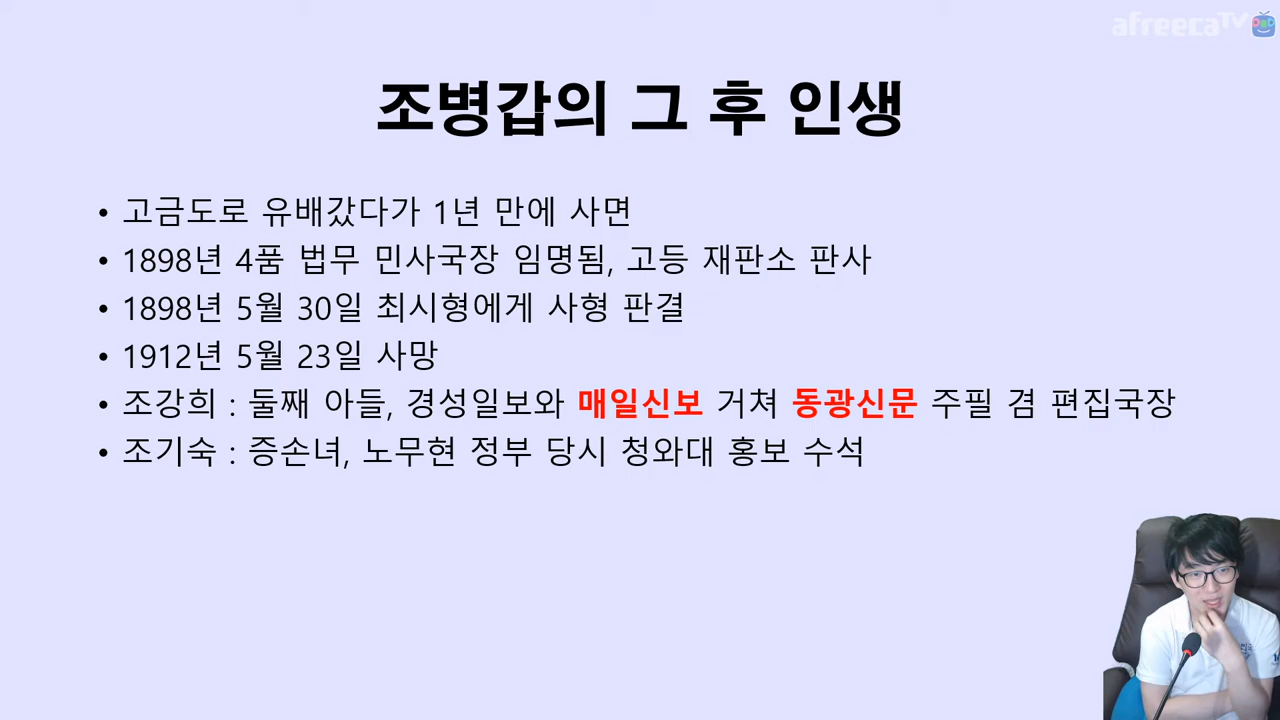 afreecaTV
조병갑의 그 후 인생
• 고금도로 유배갔다가 1년 만에 사면
• 1898년 4품 법무 민사국장 임명됨, 고등 재판소 판사
• 1898년 5월 30일 최시형에게 사형 판결
• 1912년 5월 23일 사망
• 조강희 : 둘째 아들, 경성일보와 매일신보 거쳐 동광신문 주필 겸 편집국장
• 조기숙 : 증손녀, 노무현 정부 당시 청와대 홍보 수석